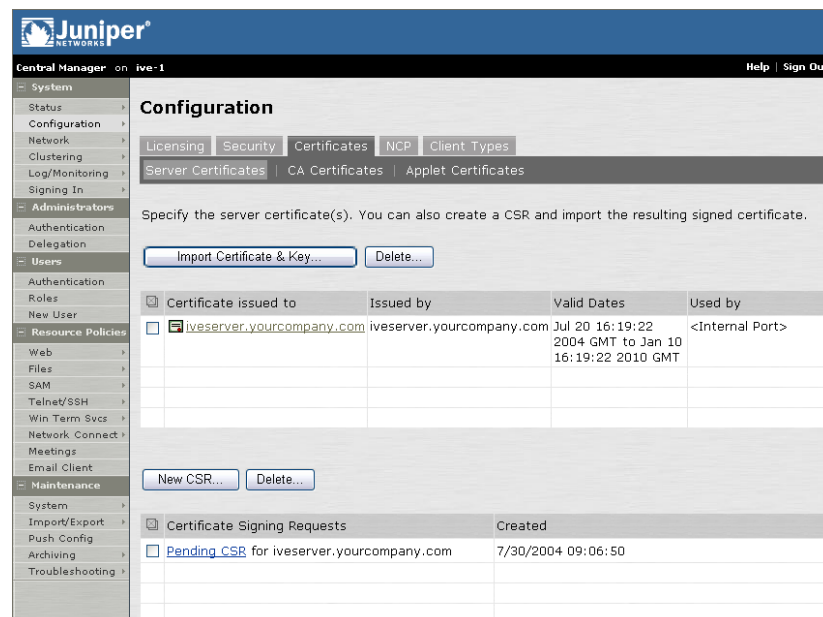 Juniper®
NETWORKS
Central Manager on ive-1
Help | Sign Ou
System
Status
Configuration
Network
Clustering
Log/Monitoring
Signing In
Administrators
Authentication
Delegation
Users
Authentication
Roles
New User
Resource Policies
Web
Files
SAM
Telnet/SSH
Win Term Svcs
Network Connect
Meetings
Email Client
Maintenance
System
Import/Export
Push Config
Archiving
Troubleshooting
Configuration
Licensing Security Certificates NCP Client Types
Server Certificates | CA Certificates | Applet Certificates
Specify the server certificate(s). You can also create a CSR and import the resulting signed certificate.
Import Certificate & Key... Delete...
Certificate issued to Issued by Valid Dates Used by
iveserver.yourcompany.com iveserver.yourcompany.com Jul 20 16:19:22 <Internal Port>
2004 GMT to Jan 10
16:19:22 2010 GMT
New CSR... Delete...
Certificate Signing Requests Created
Pending CSR for iveserver.yourcompany.com 7/30/2004 09:06:50